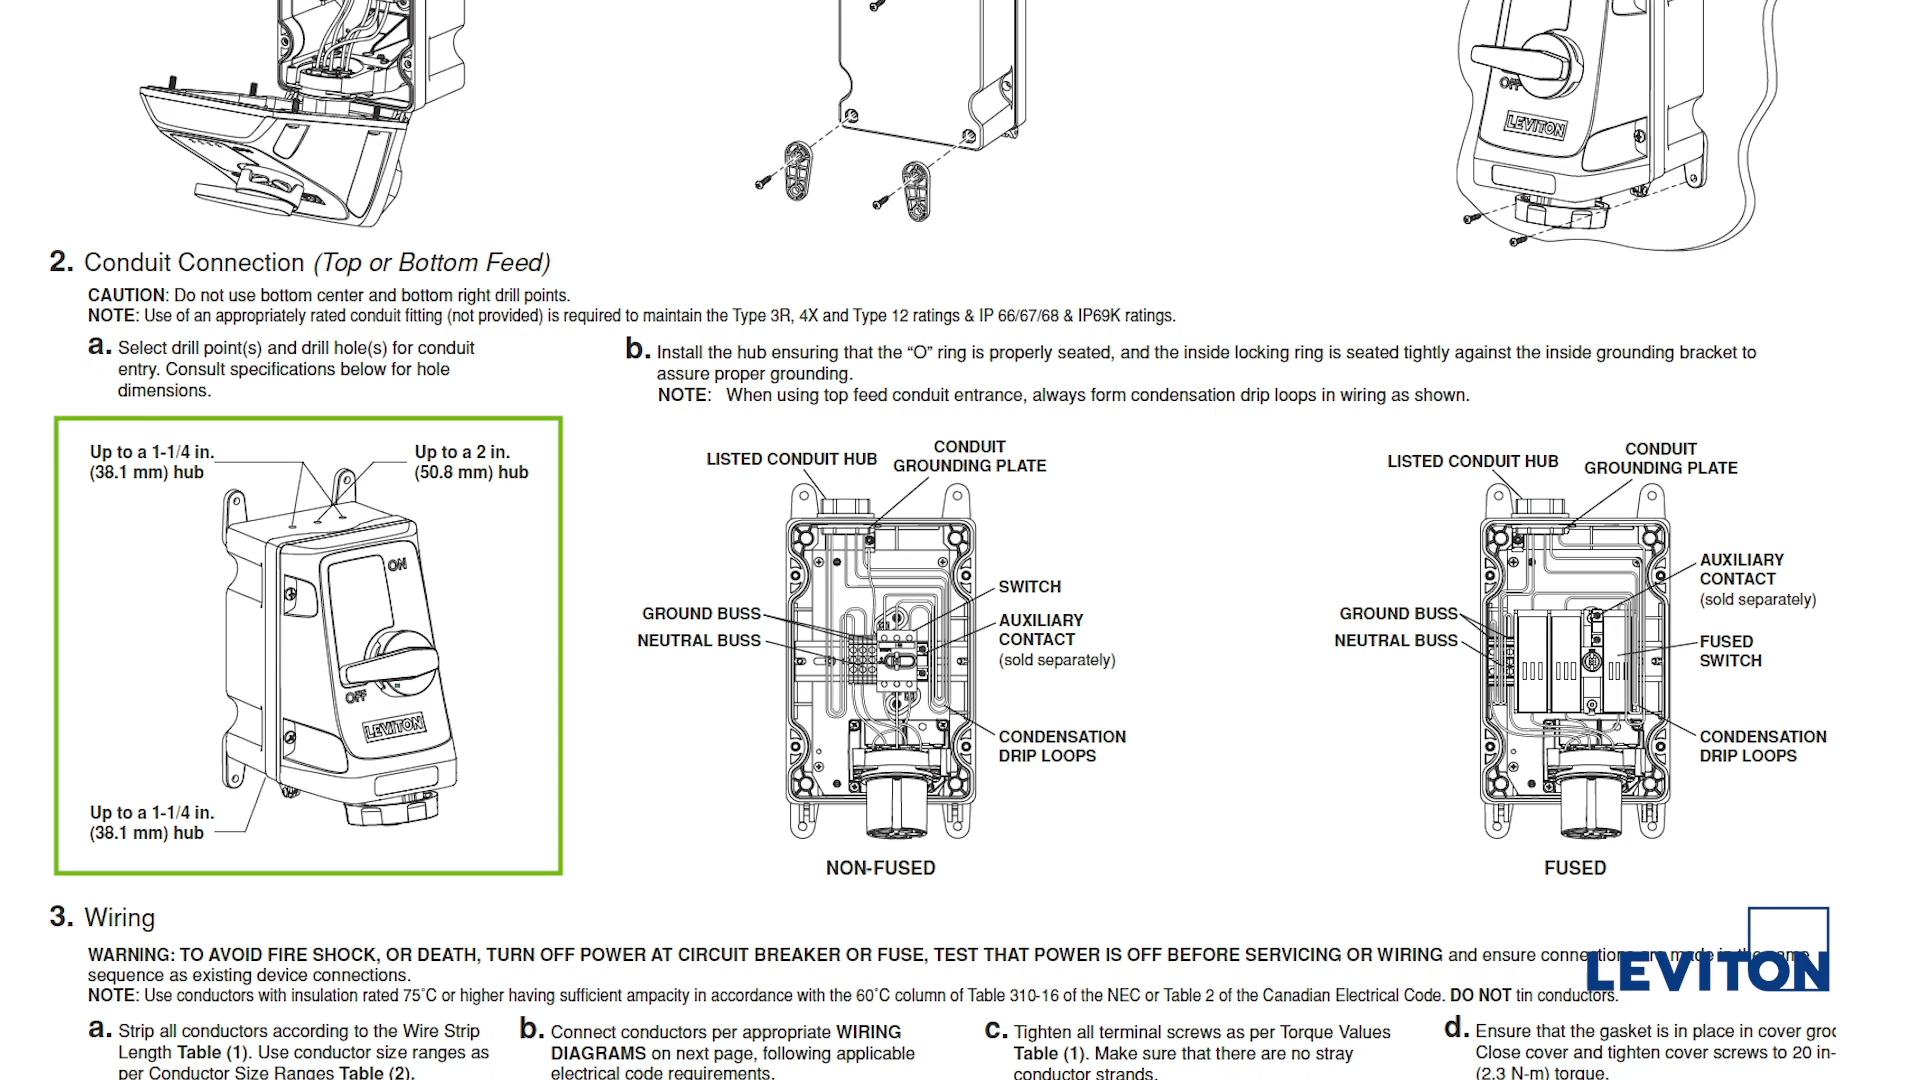 OFF
LEVITON
2. Conduit Connection (Top or Bottom Feed)
CAUTION: Do not use bottom center and bottom right drill points.
NOTE: Use of an appropriately rated conduit fitting (not provided) is required to maintain the Type 3R, 4X and Type 12 ratings & IP 66/67/68 & IP69K ratings.
a. Select drill point(s) and drill hole(s) for conduit
entry. Consult specifications below for hole
dimensions.
b. Install the hub ensuring that the “O” ring is properly seated, and the inside locking ring is seated tightly against the inside grounding bracket to
assure proper grounding.
NOTE: When using top feed conduit entrance, always form condensation drip loops in wiring as shown.
Up to a 1-1/4 in.
(38.1 mm) hub
Up to a 2 in.
(50.8 mm) hub
ON
OFF
LEVITON
Up to a 1-1/4 in.
(38.1 mm) hub
LISTED CONDUIT HUB
CONDUIT
GROUNDING PLATE
GROUND BUSS
NEUTRAL BUSS
SWITCH
AUXILIARY
CONTACT
(sold separately)
CONDENSATION
DRIP LOOPS
NON-FUSED
LISTED CONDUIT HUB
CONDUIT
GROUNDING PLATE
GROUND BUSS
NEUTRAL BUSS
AUXILIARY
CONTACT
(sold separately)
FUSED
SWITCH
CONDENSATION
DRIP LOOPS
FUSED
3. Wiring
WARNING: TO AVOID FIRE SHOCK, OR DEATH, TURN OFF POWER AT CIRCUIT BREAKER OR FUSE, TEST THAT POWER IS OFF BEFORE SERVICING OR WIRING and ensure connections are made in the same
sequence as existing device connections.
NOTE: Use conductors with insulation rated 75˚C or higher having sufficient ampacity in accordance with the 60˚C column of Table 310-16 of the NEC or Table 2 of the Canadian Electrical Code. DO NOT tin conductors.
LEVITON
a. Strip all conductors according to the Wire Strip
Length Table (1). Use conductor size ranges as
per Conductor Size Ranges Table (2).
b. Connect conductors per appropriate WIRING
DIAGRAMS on next page, following applicable
electrical code requirements.
c. Tighten all terminal screws as per Torque Values
Table (1). Make sure that there are no stray
conductor strands.
d. Ensure that the gasket is in place in cover groo
Close cover and tighten cover screws to 20 in-
(2.3 N-m) torque.